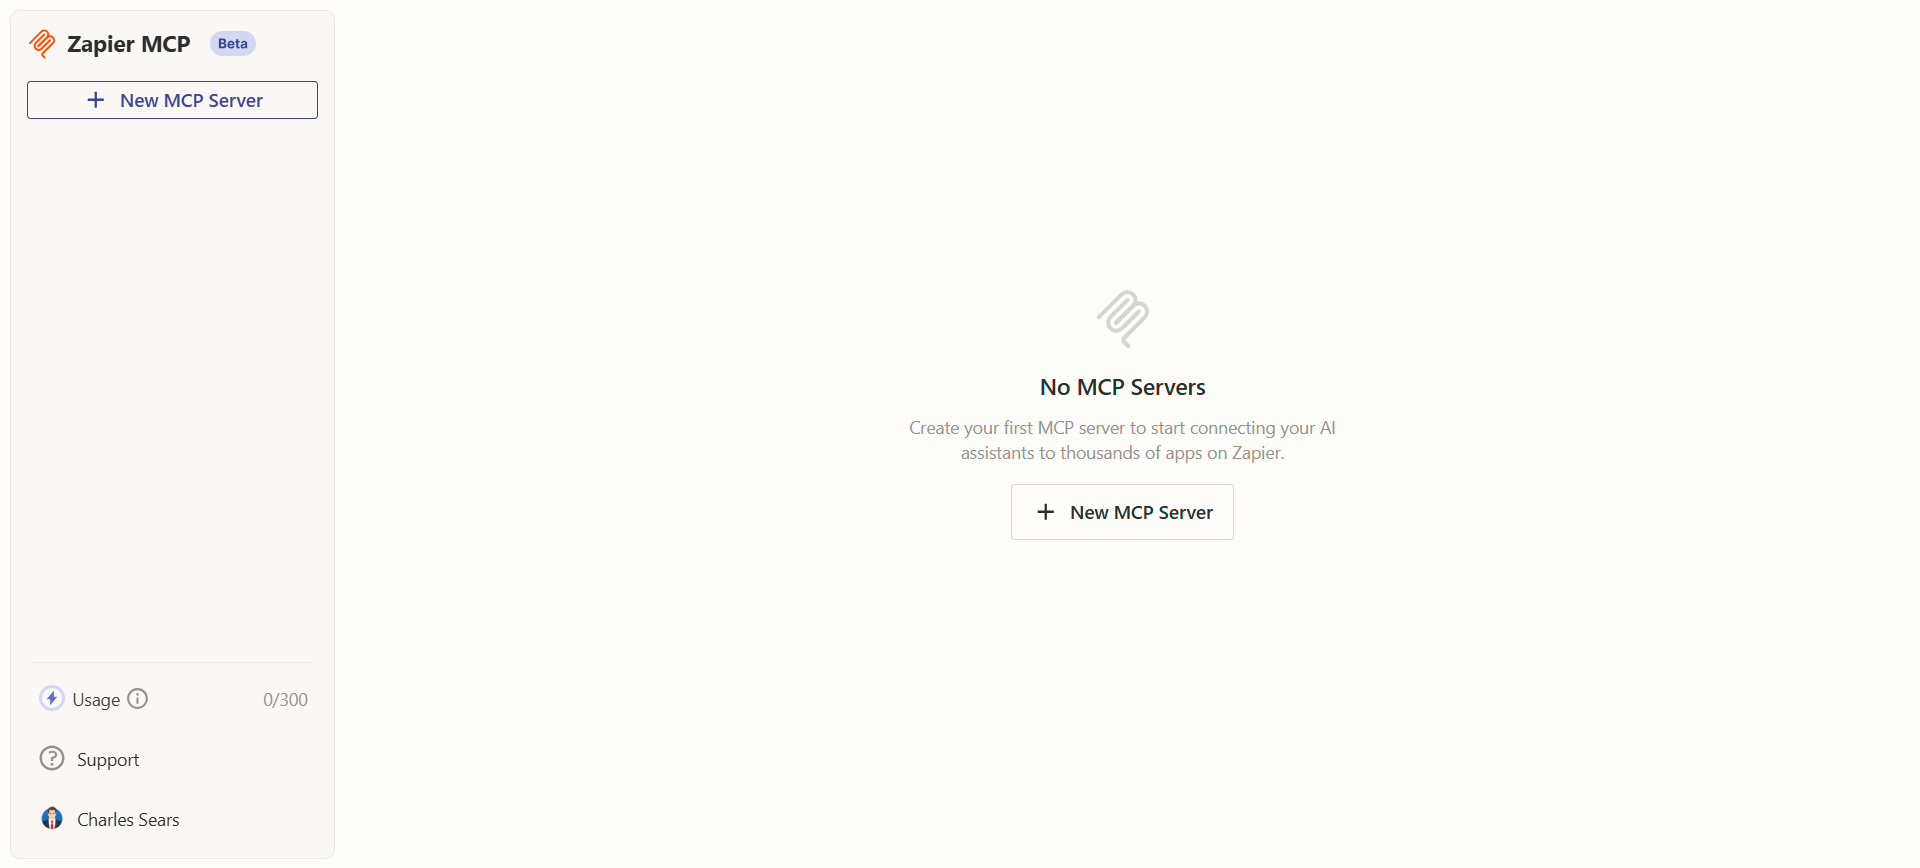 Zapier MCP Beta
New MCP Server
Usage 0/300
Support
Charles Sears
No MCP Servers
Create your first MCP server to start connecting your AI
assistants to thousands of apps on Zapier.
New MCP Server